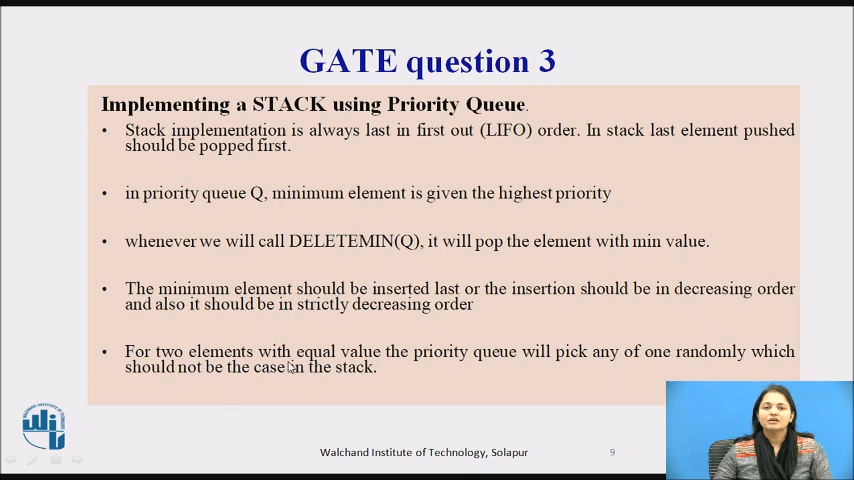 GATE question 3
Implementing a STACK using Priority Queue.
• Stack implementation is always last in first out (LIFO) order. In stack last element pushed
should be popped first.
• in priority queue Q, minimum element is given the highest priority
• whenever we will call DELETEMIN(Q), it will pop the element with min value.
• The minimum element should be inserted last or the insertion should be in decreasing order
and also it should be in strictly decreasing order
• For two elements with equal value the priority queue will pick any of one randomly which
should not be the case in the stack.
Walchand Institute of Technology, Solapur
9